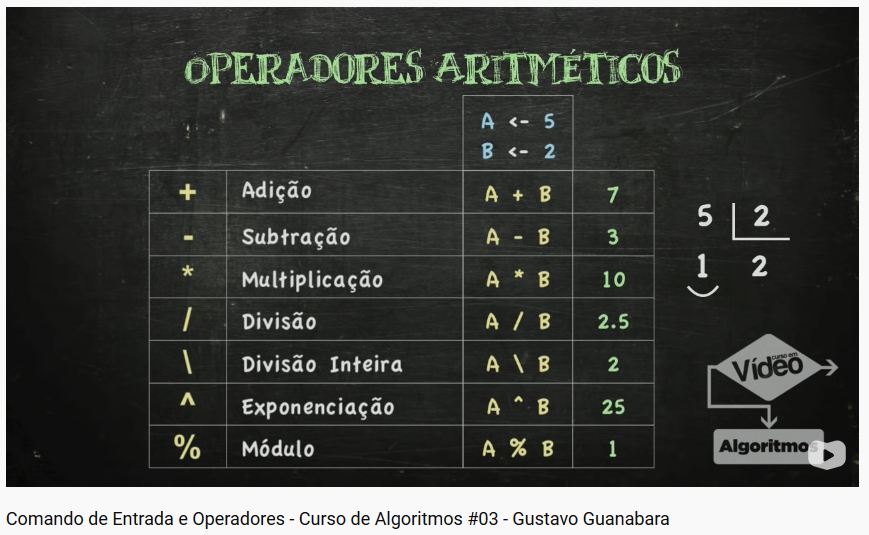 OPERADORES ARITMÉTICOS
A <- 5
B <- 2
+ Adição A + B 7
- Subtração A - B 3
* Multiplicação A * B 10
/ Divisão A / B 2.5
\ Divisão Inteira A \ B 2
^ Exponenciação A ^ B 25
% Módulo A % B 1
5 2
1 2
curso em
Vídeo
Algoritmos
Comando de Entrada e Operadores - Curso de Algoritmos #03 - Gustavo Guanabara